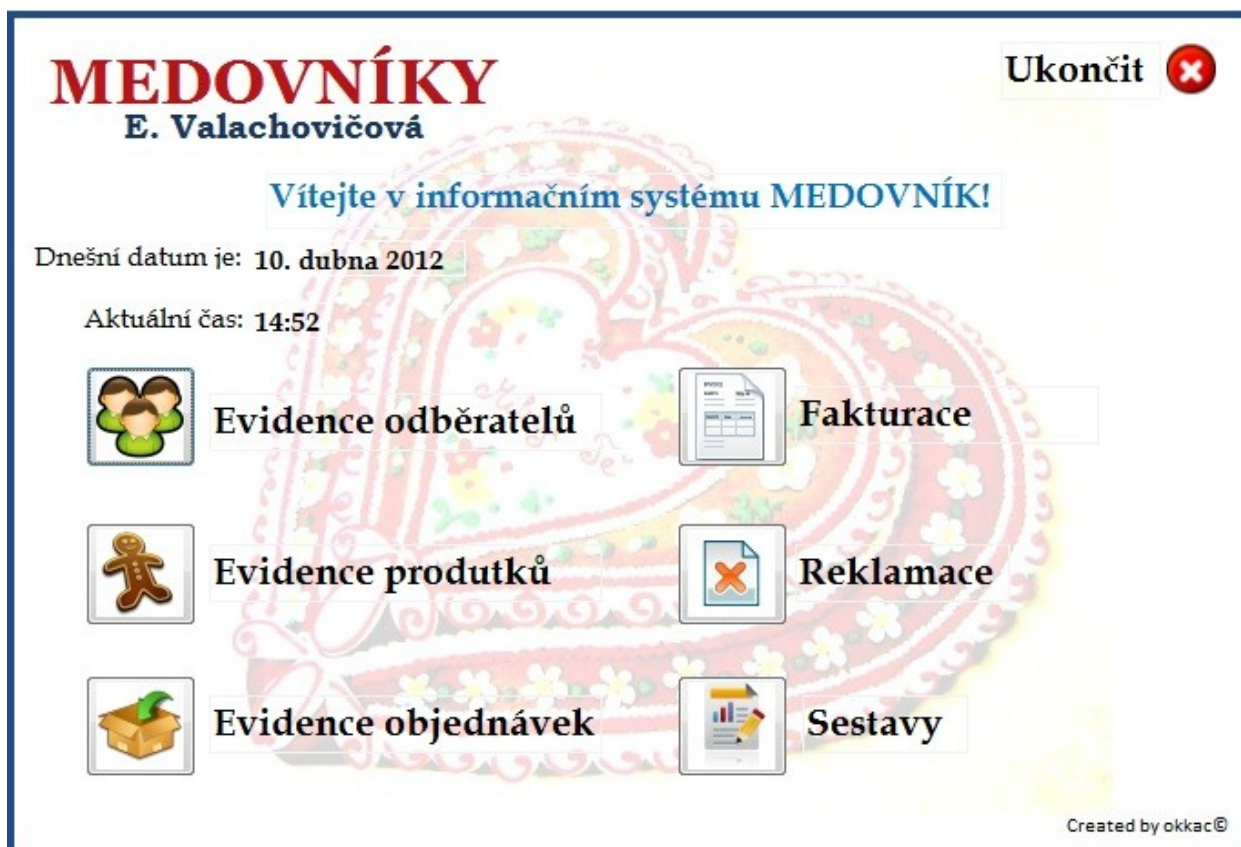 MEDOVNÍKY
E. Valachovičová
Ukončit
Vítejte v informačním systému MEDOVNÍK!
Dnešní datum je: 10. dubna 2012
Aktuální čas: 14:52
Evidence odběratelů
Fakturace
Evidence produtků
Reklamace
Evidence objednávek
Sestavy
Created by okkac©